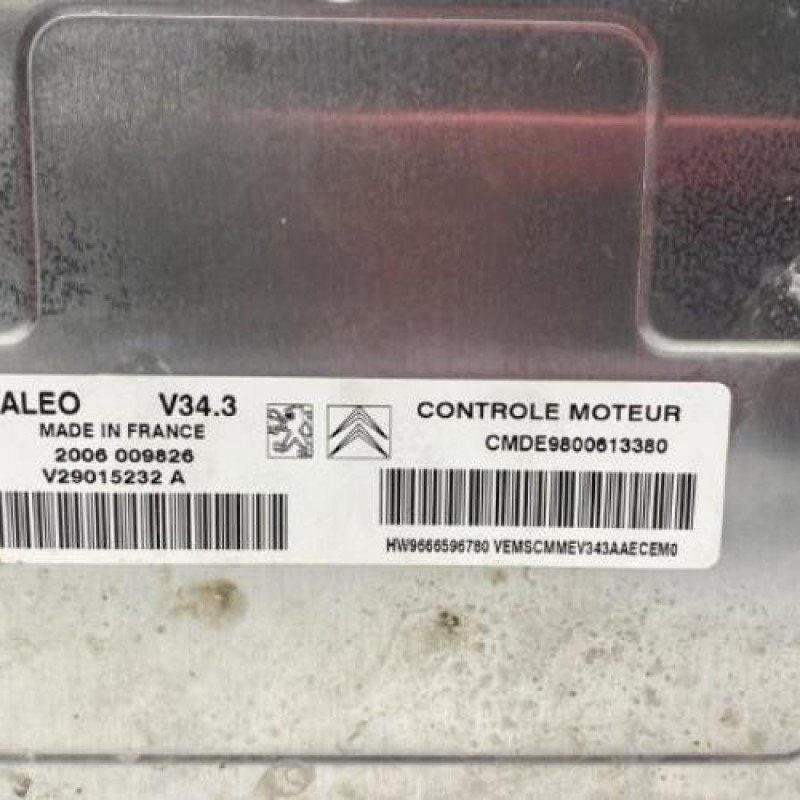 ALEO V34.3
MADE IN FRANCE
2006 009826
V29015232 A
CONTROLE MOTEUR
CMDE9800613380
HW9666596780 VEMSCMMEV343AAECEM0